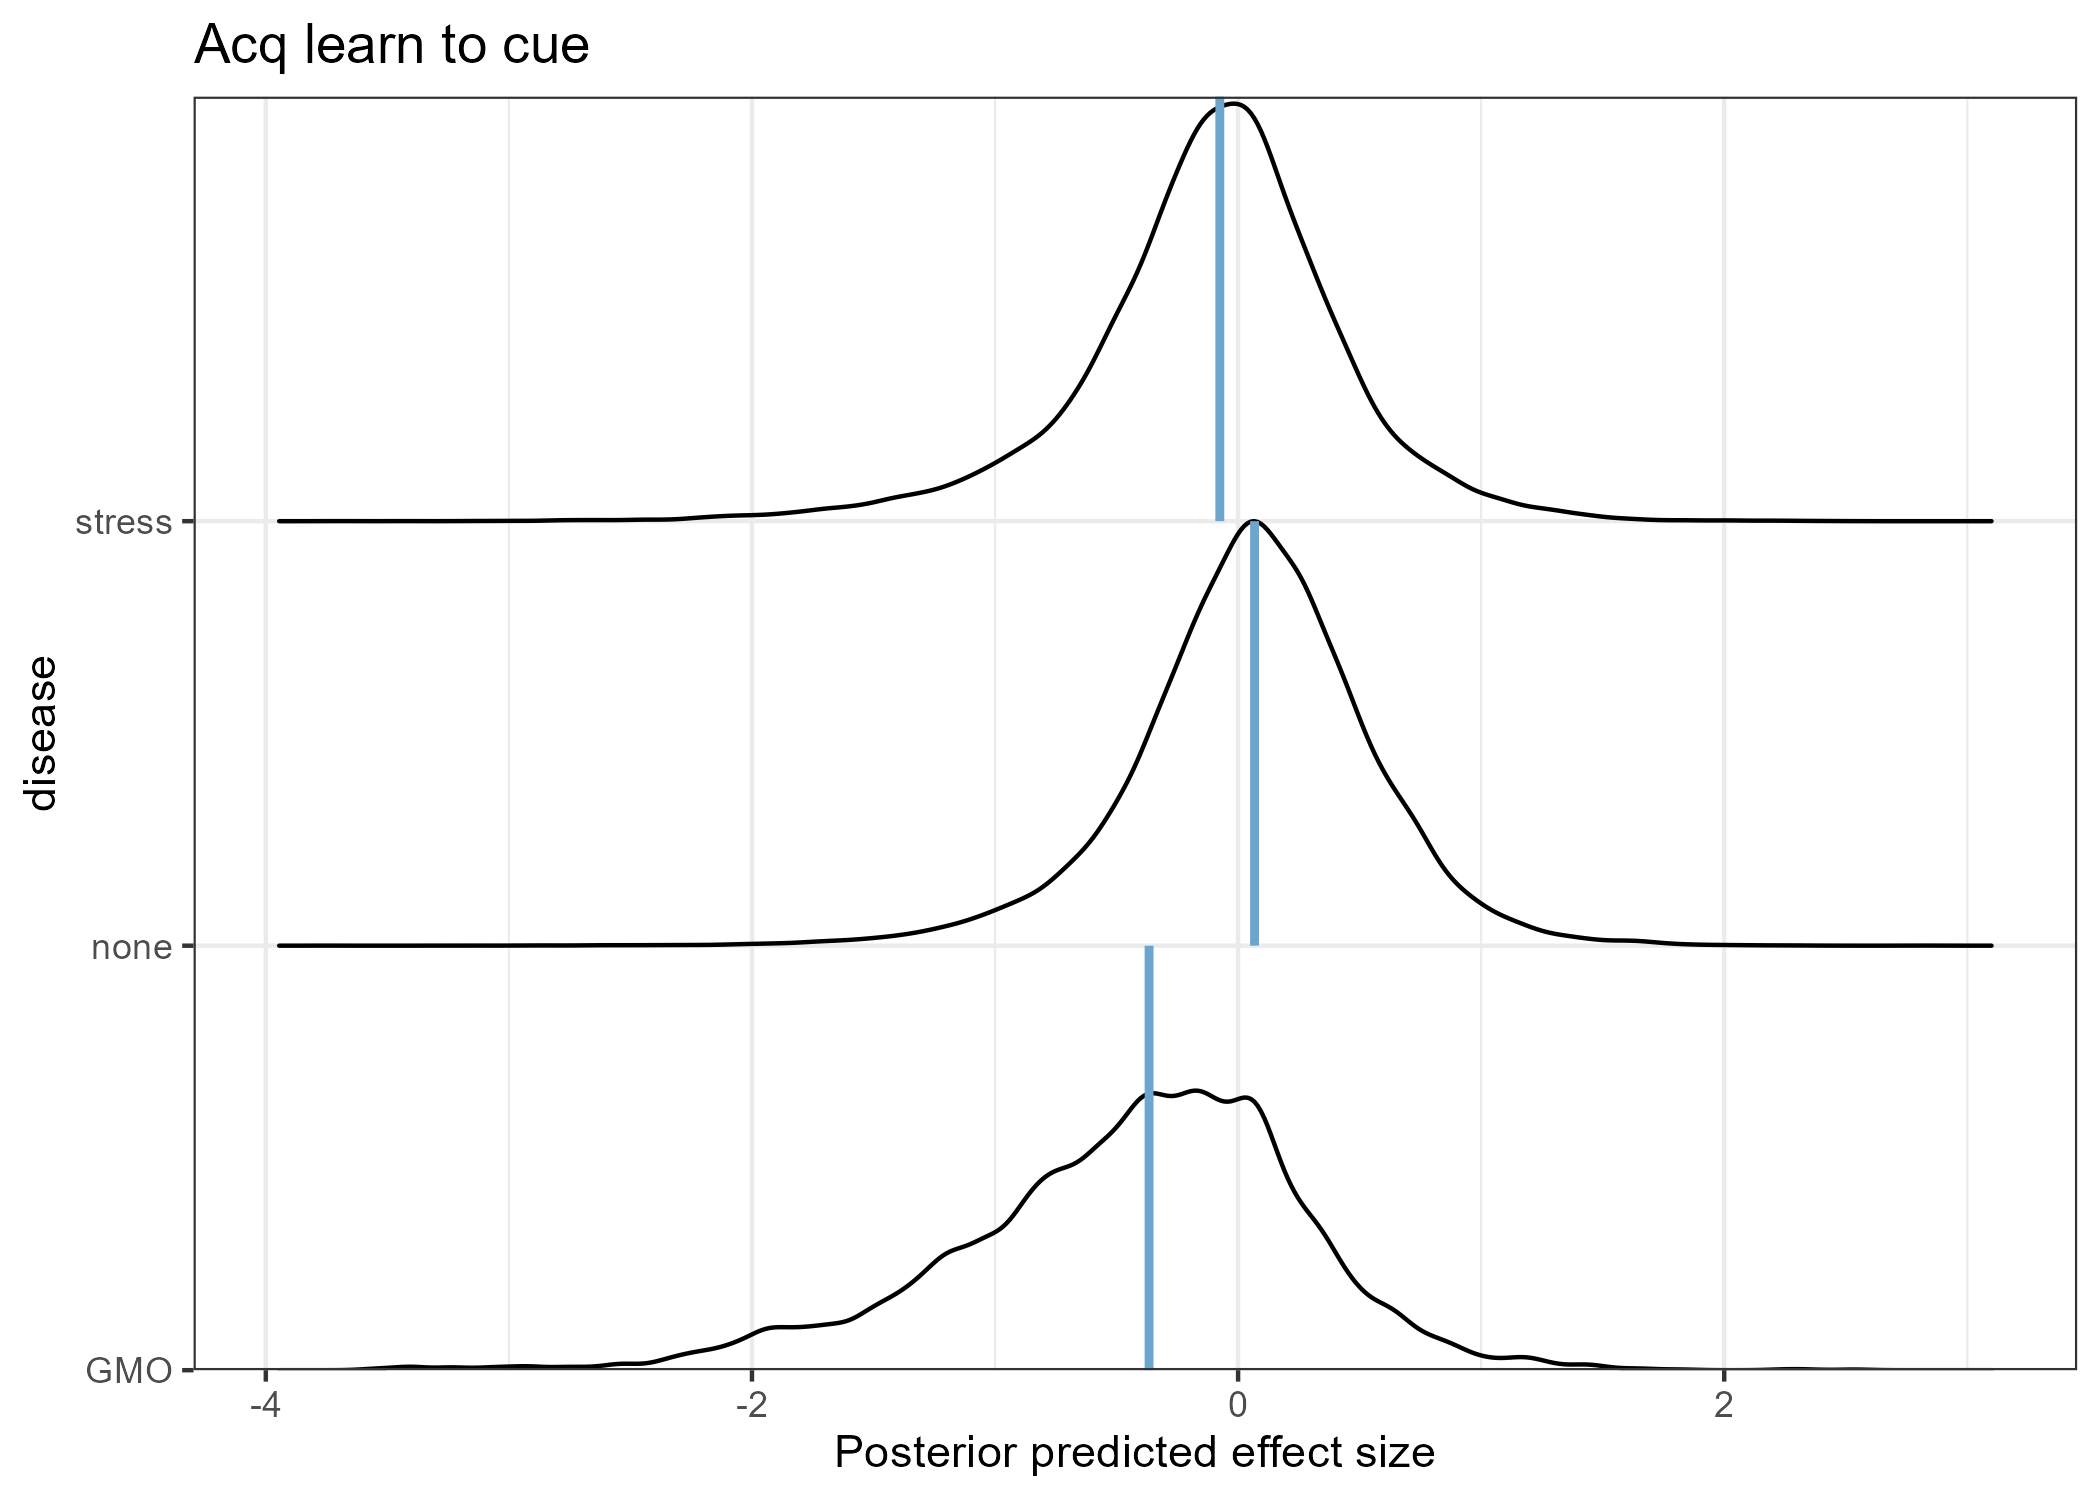 Acq learn to cue
disease
stress
none
GMO
-4 -2 0 2
Posterior predicted effect size